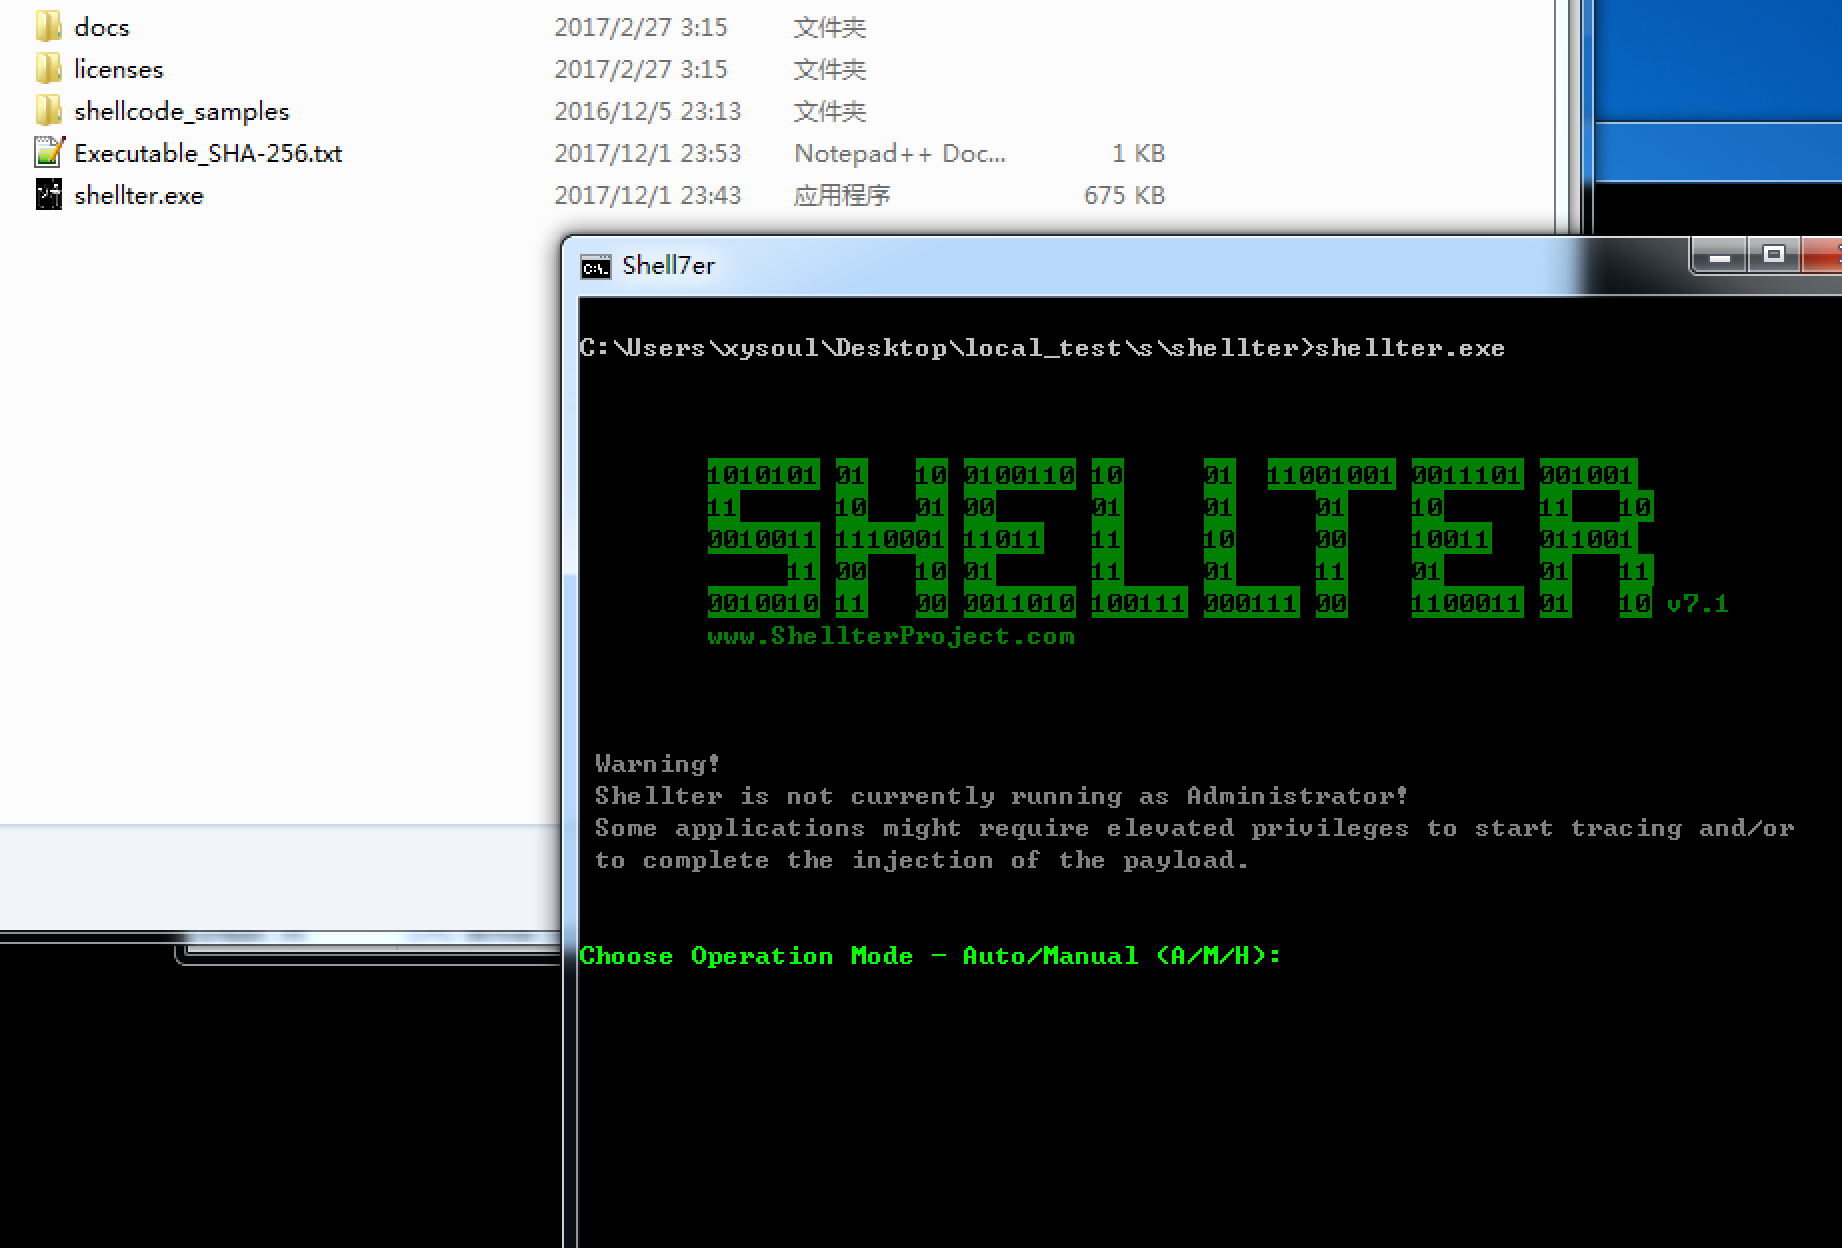 docs 2017/2/27 3:15 文件夹
licenses 2017/2/27 3:15 文件夹
shellcode_samples 2016/12/5 23:13 文件夹
Executable_SHA-256.txt 2017/12/1 23:53 Notepad++ Doc... 1 KB
shellter.exe 2017/12/1 23:43 应用程序 675 KB
Shell7er
C:\Users\xysoul\Desktop\local_test\s\shellter>shellter.exe
1010101 01 10 0100110 10 01 11001001 0011101 001001
11 10 01 00 01 01 01 10 11 10
0010011 1110001 11011 11 10 00 10011 011001
11 00 10 01 11 01 11 01 01 11
0010010 11 00 0011010 100111 000111 00 1100011 01 10 v7.1
www.ShellterProject.com
Warning!
Shellter is not currently running as Administrator!
Some applications might require elevated privileges to start tracing and/or
to complete the injection of the payload.
Choose Operation Mode - Auto/Manual (A/M/H):